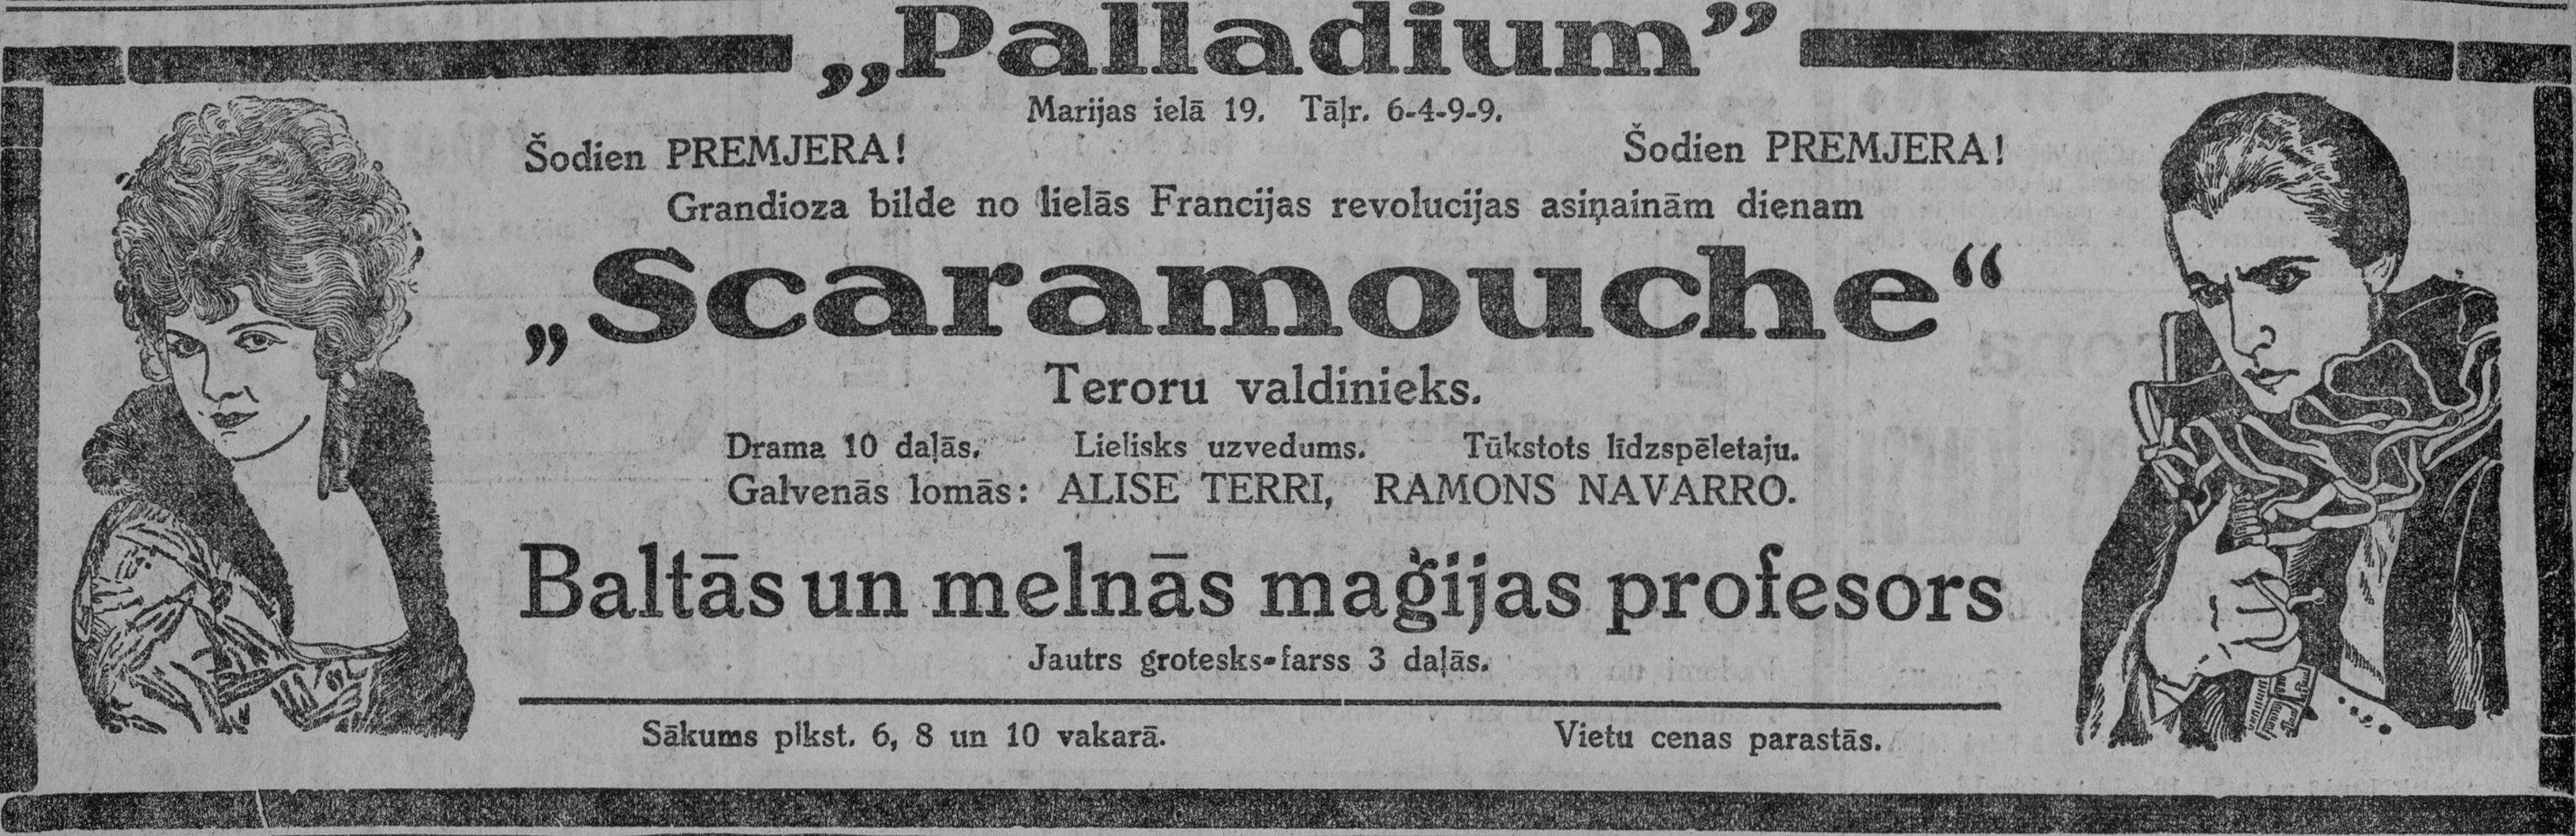 „Palladium”
Marijas ielā 19. Tāļr. 6-4-9-9.
Šodien PREMJERA! Šodien PREMJERA!
Grandioza bilde no lielās Francijas revolucijas asiņainām dienam
„Scaramouche“
Teroru valdinieks.
Drama 10 daļās. Lielisks uzvedums. Tūkstots līdzspēletaju.
Galvenās lomās: ALISE TERRI, RAMONS NAVARRO.
Baltās un melnās maģijas profesors
Jautrs grotesks-farss 3 daļās.
Sākums plkst. 6, 8 un 10 vakarā. Vietu cenas parastās.